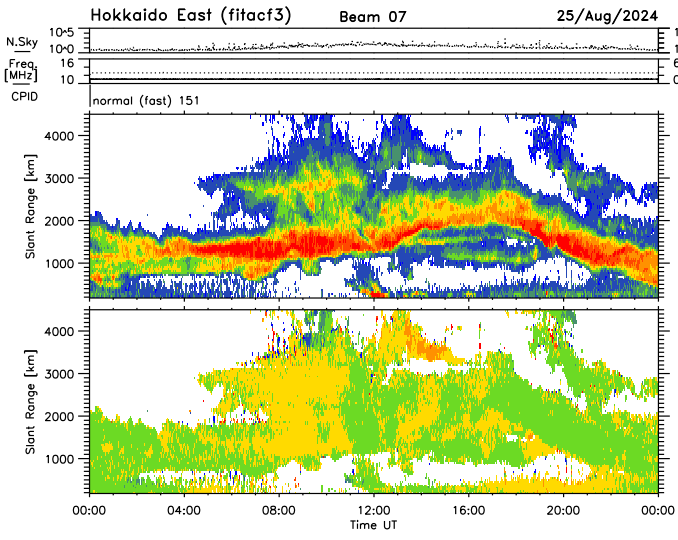 Hokkaido East (fitacf3) Beam 07 25/Aug/2024
N.Sky 10^5 10^0 1 1
Freq. [MHz] 16 10 6 0
CPID normal (fast) 151
Slant Range [km] 4000 3000 2000 1000
Slant Range [km] 4000 3000 2000 1000
00:00 04:00 08:00 12:00 16:00 20:00 00:00
Time UT